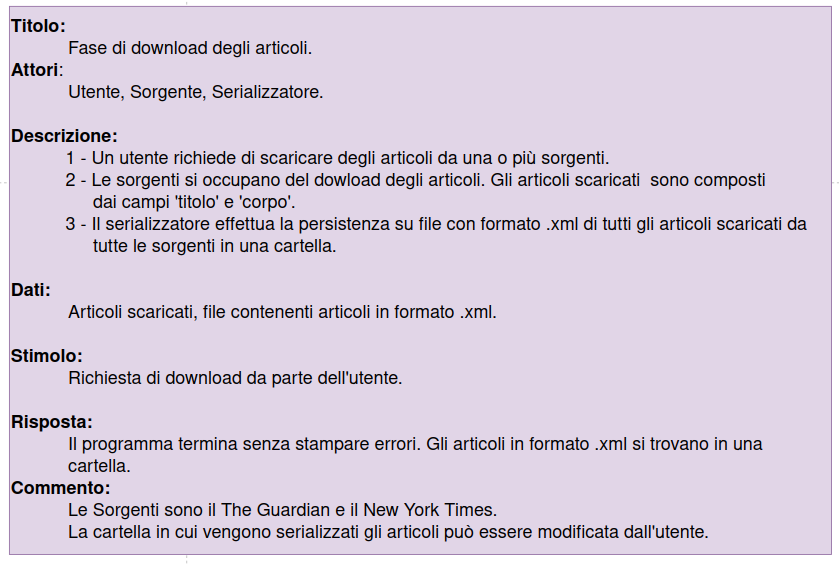 Titolo:
Fase di download degli articoli.
Attori:
Utente, Sorgente, Serializzatore.
Descrizione:
1 - Un utente richiede di scaricare degli articoli da una o più sorgenti.
2 - Le sorgenti si occupano del dowload degli articoli. Gli articoli scaricati  sono composti
dai campi 'titolo' e 'corpo'.
3 - Il serializzatore effettua la persistenza su file con formato .xml di tutti gli articoli scaricati da
tutte le sorgenti in una cartella.
Dati:
Articoli scaricati, file contenenti articoli in formato .xml.
Stimolo:
Richiesta di download da parte dell'utente.
Risposta:
Il programma termina senza stampare errori. Gli articoli in formato .xml si trovano in una
cartella.
Commento:
Le Sorgenti sono il The Guardian e il New York Times.
La cartella in cui vengono serializzati gli articoli può essere modificata dall'utente.